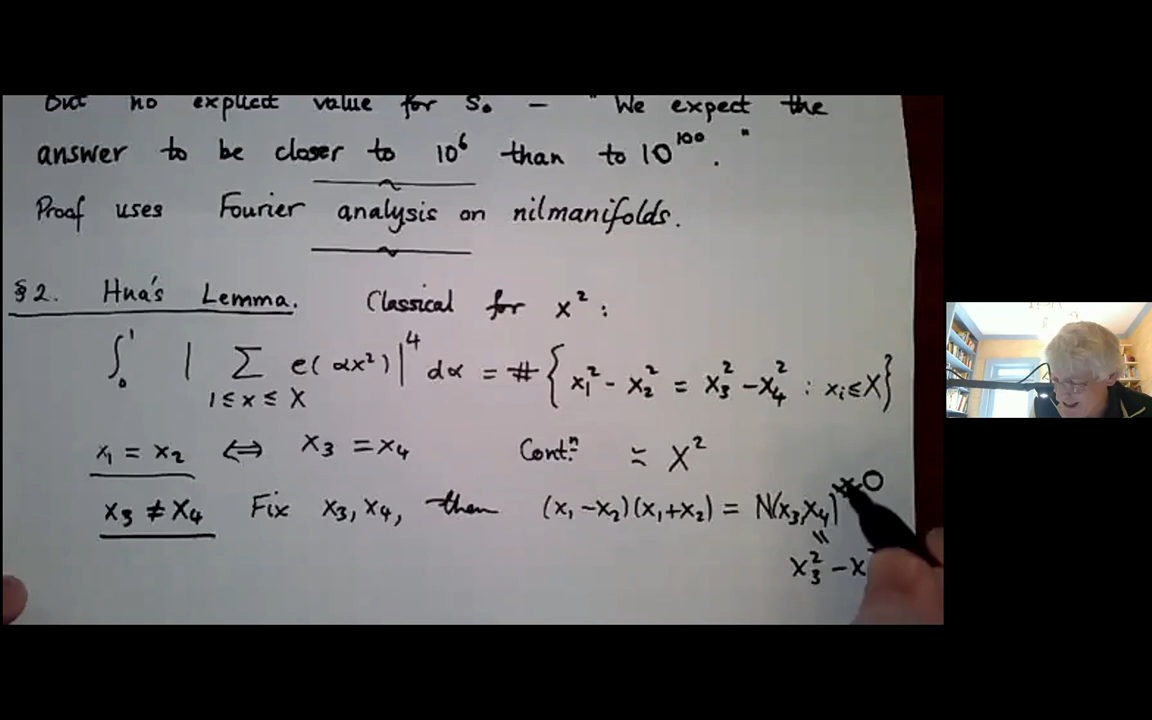 But no explicit value for s₀ – "We expect the
answer to be closer to 10⁶ than to 10¹⁰⁰."
Proof uses Fourier analysis on nilmanifolds.
§2. Hua's Lemma. Classical for x² :
∫₀¹ | Σ_{1≤x≤X} e(αx²)|⁴ dα = #{x₁² - x₂² = x₃² - x₄² : xᵢ ≤ X}
x₁ = x₂ ⇔ x₃ = x₄ Cont.ⁿ ≍ X²
x₃ ≠ x₄ Fix x₃, x₄, then (x₁ - x₂)(x₁ + x₂) = N(x₃,x₄) ≠ 0
"
x₃² - x